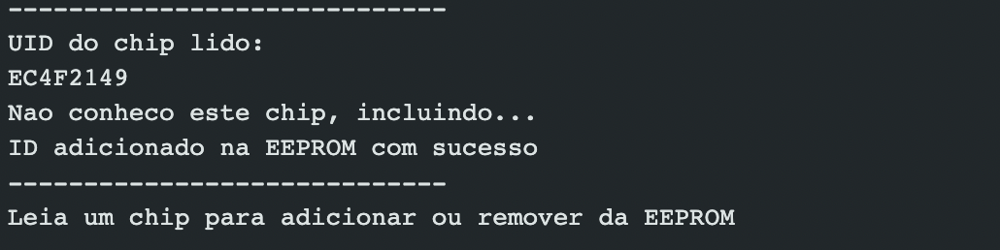 -----------------------------
UID do chip lido:
EC4F2149
Nao conheco este chip, incluindo...
ID adicionado na EEPROM com sucesso
-----------------------------
Leia um chip para adicionar ou remover da EEPROM